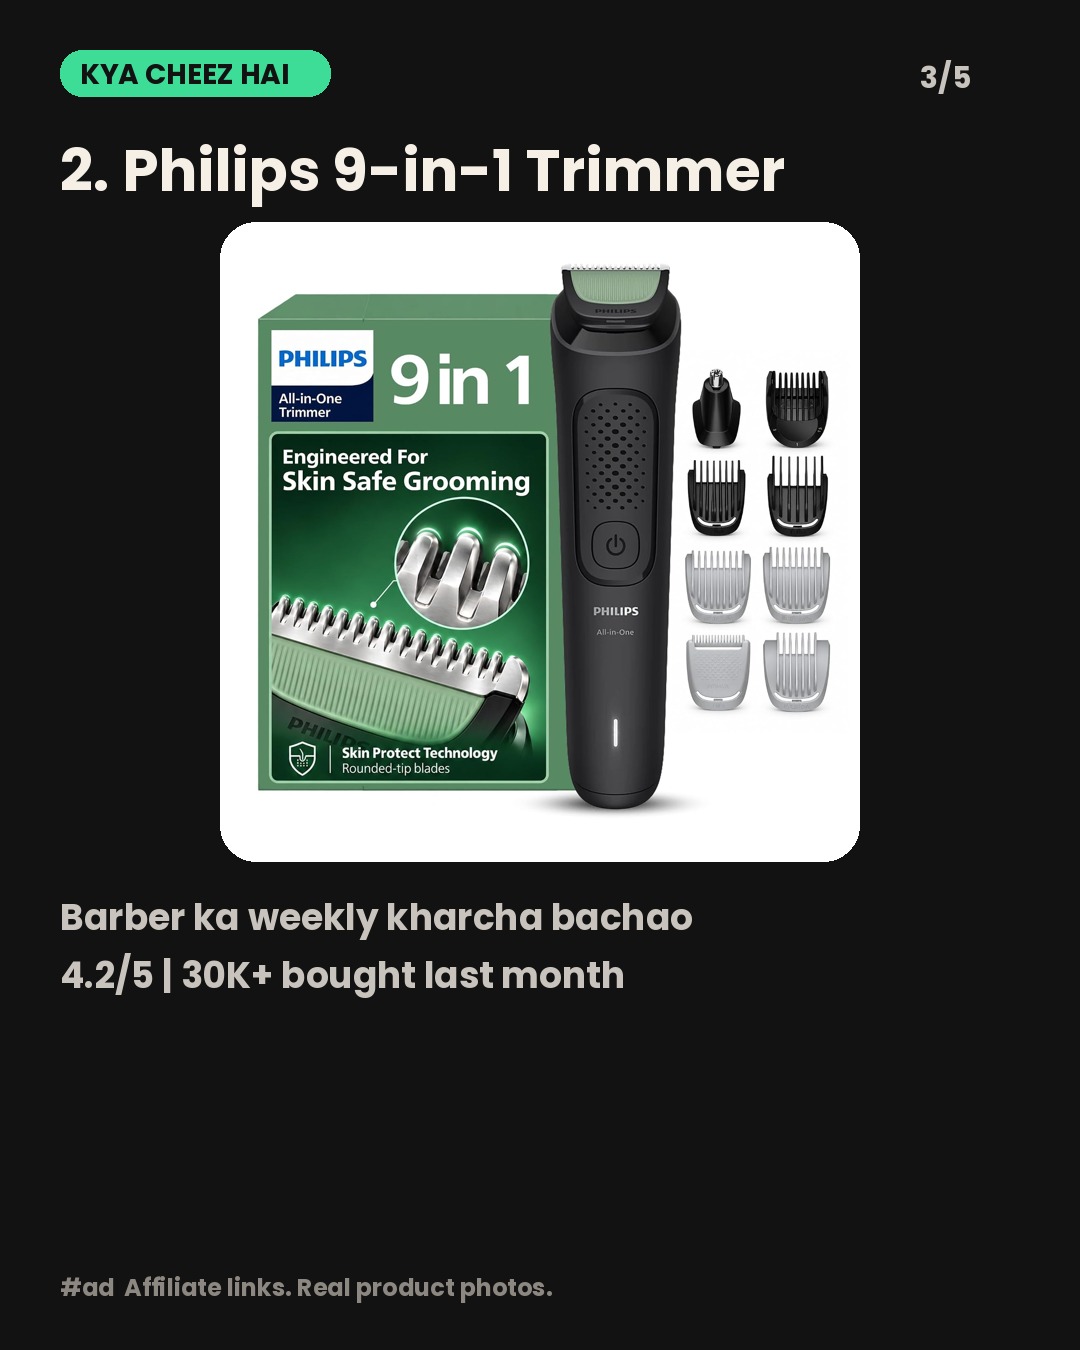 KYA CHEEZ HAI
3/5
2. Philips 9-in-1 Trimmer
PHILIPS
All-in-One
Trimmer
9 in 1
Engineered For
Skin Safe Grooming
PHILIPS
Skin Protect Technology
Rounded-tip blades
PHILIPS
PHILIPS
All-in-One
Barber ka weekly kharcha bachao
4.2/5 | 30K+ bought last month
#ad Affiliate links. Real product photos.